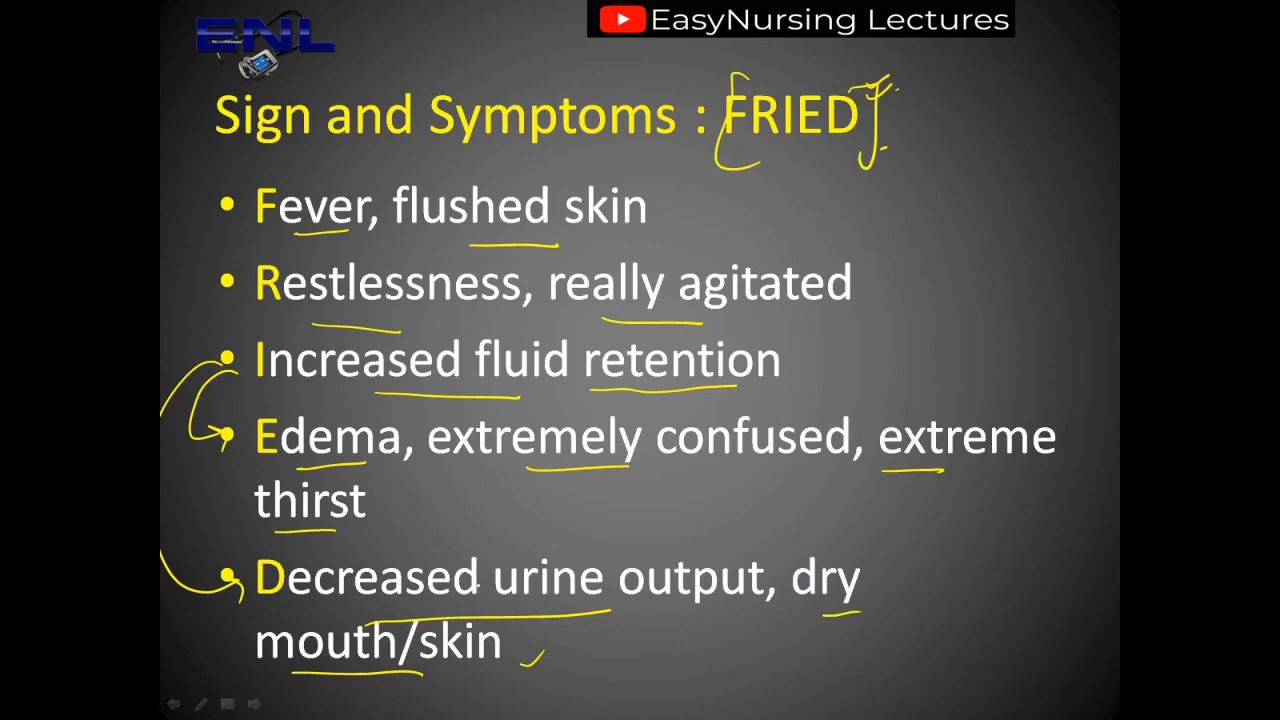 ENL
EasyNursing Lectures
Sign and Symptoms : FRIED
• Fever, flushed skin
• Restlessness, really agitated
• Increased fluid retention
• Edema, extremely confused, extreme
thirst
• Decreased urine output, dry
mouth/skin